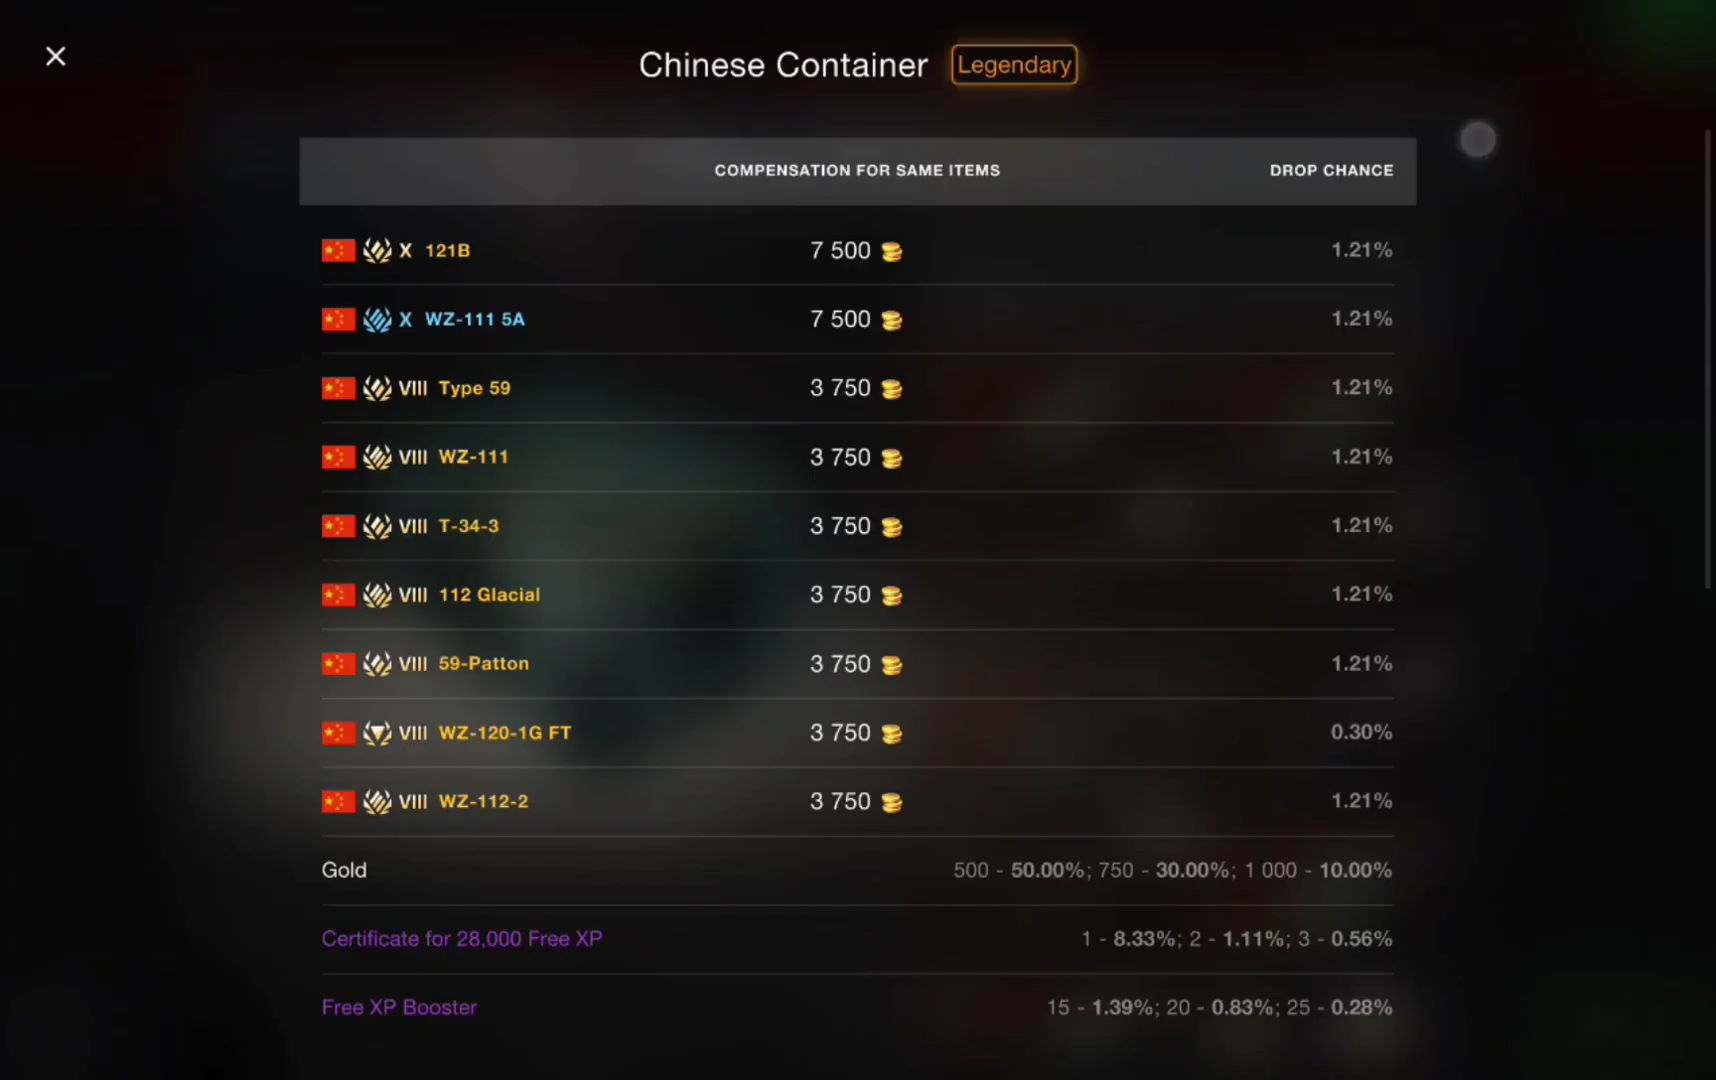 Chinese Container Legendary
COMPENSATION FOR SAME ITEMS DROP CHANCE
X 121B 7 500 1.21%
X WZ-111 5A 7 500 1.21%
VIII Type 59 3 750 1.21%
VIII WZ-111 3 750 1.21%
VIII T-34-3 3 750 1.21%
VIII 112 Glacial 3 750 1.21%
VIII 59-Patton 3 750 1.21%
VIII WZ-120-1G FT 3 750 0.30%
VIII WZ-112-2 3 750 1.21%
Gold 500 - 50.00%; 750 - 30.00%; 1 000 - 10.00%
Certificate for 28,000 Free XP 1 - 8.33%; 2 - 1.11%; 3 - 0.56%
Free XP Booster 15 - 1.39%; 20 - 0.83%; 25 - 0.28%